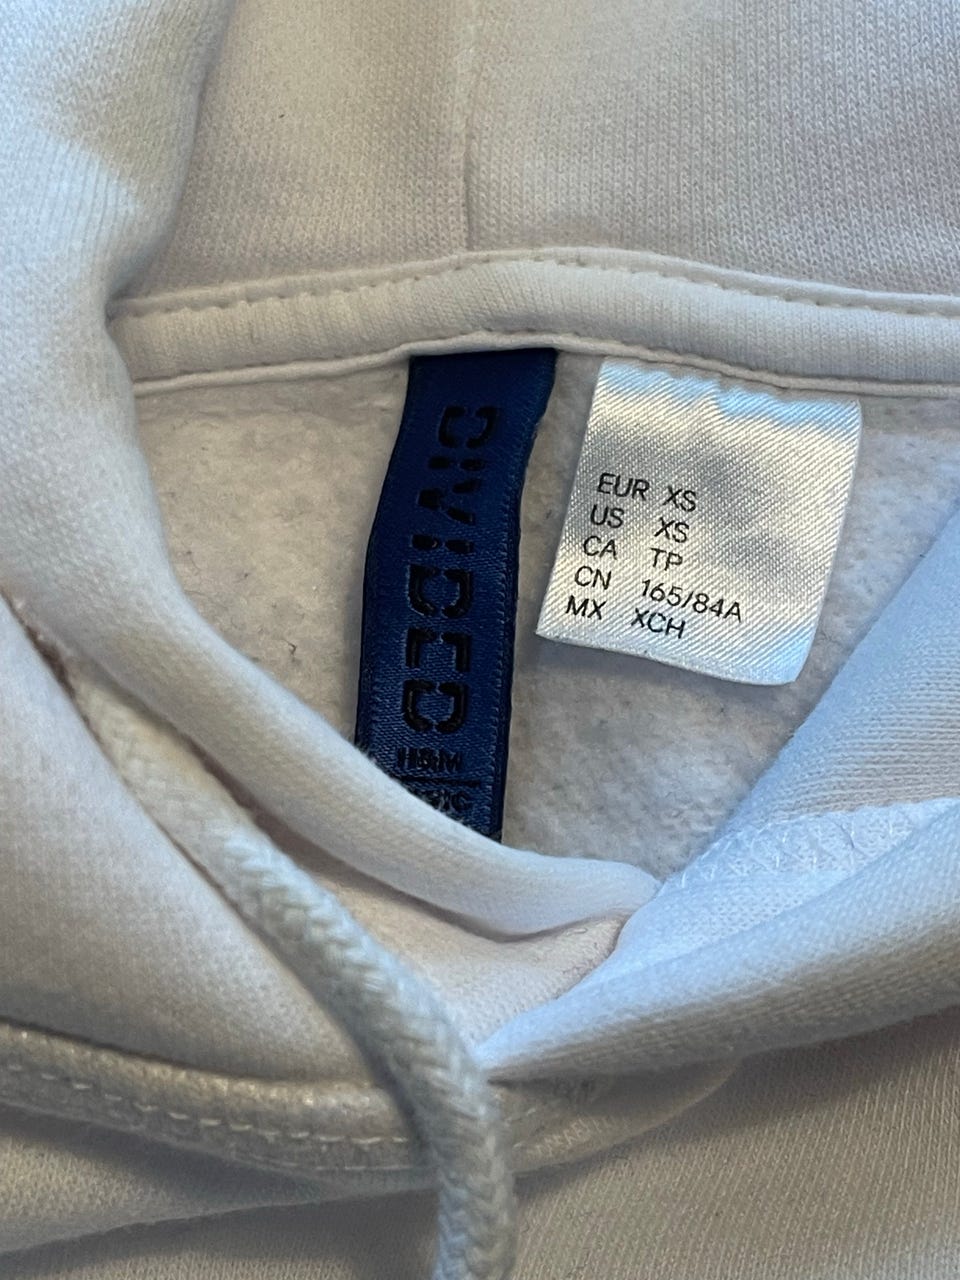 DIVIDED
H&M
EUR XS
US XS
CA TP
CN 165/84A
MX XCH